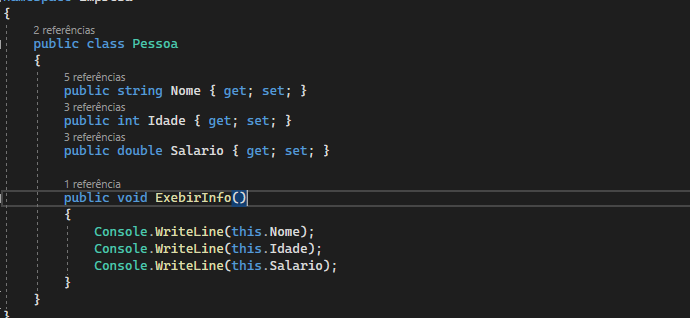 {
2 referências
public class Pessoa
{
5 referências
public string Nome { get; set; }
3 referências
public int Idade { get; set; }
3 referências
public double Salario { get; set; }
1 referência
public void ExebirInfo()
{
Console.WriteLine(this.Nome);
Console.WriteLine(this.Idade);
Console.WriteLine(this.Salario);
}
}
}